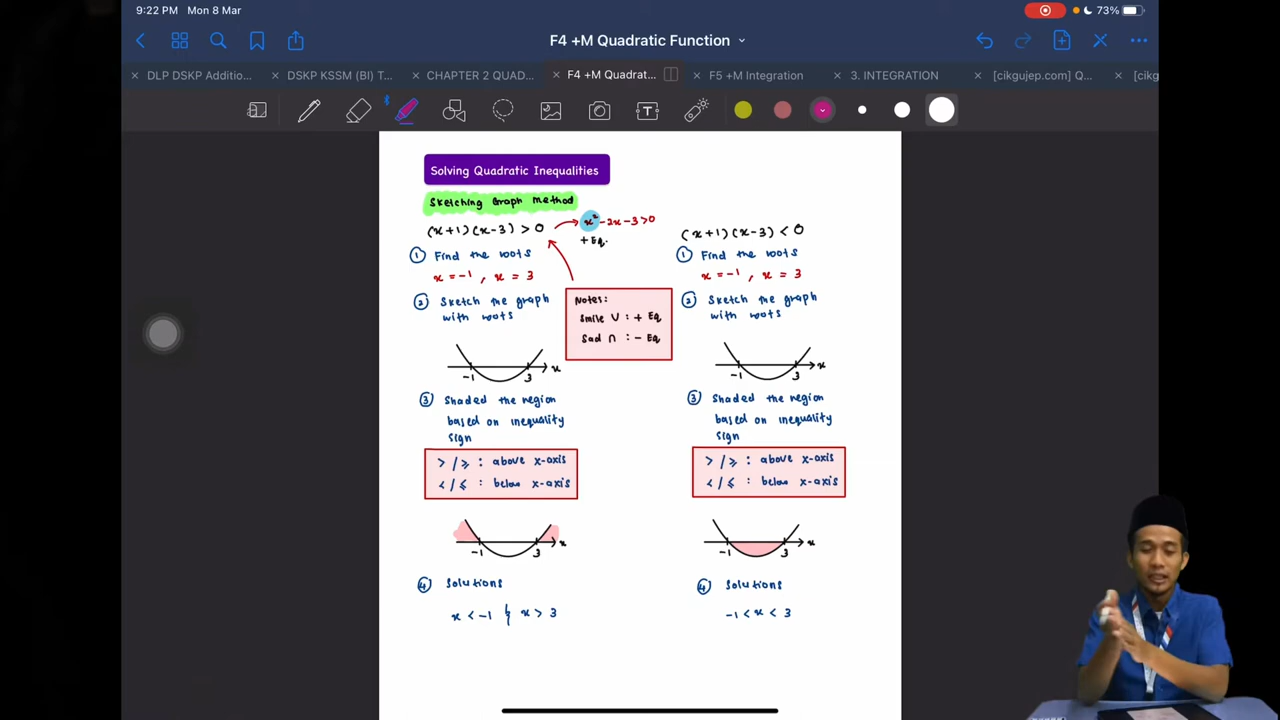 9:22 PM Mon 8 Mar
73%
F4 +M Quadratic Function
DLP DSKP Additio...
DSKP KSSM (BI) T...
CHAPTER 2 QUAD...
F4 +M Quadrat...
F5 +M Integration
3. INTEGRATION
[cikgujep.com] Q...
[cikg
Solving Quadratic Inequalities
Sketching Graph Method
(x+1)(x-3) > 0
x²-2x-3>0
+ Eq.
① Find the roots
x = -1 , x = 3
② Sketch the graph
with roots
Notes:
Smile ∪ : + Eq
Sad ∩ : - Eq
-1 3 x
③ Shaded the region
based on inequality
sign
> / ≥ : above x-axis
< / ≤ : below x-axis
-1 3 x
④ Solutions
x < -1 x > 3
(x+1)(x-3) < 0
① Find the roots
x = -1 , x = 3
② Sketch the graph
with roots
-1 3 x
③ Shaded the region
based on inequality
sign
> / ≥ : above x-axis
< / ≤ : below x-axis
-1 3 x
④ Solutions
-1 < x < 3